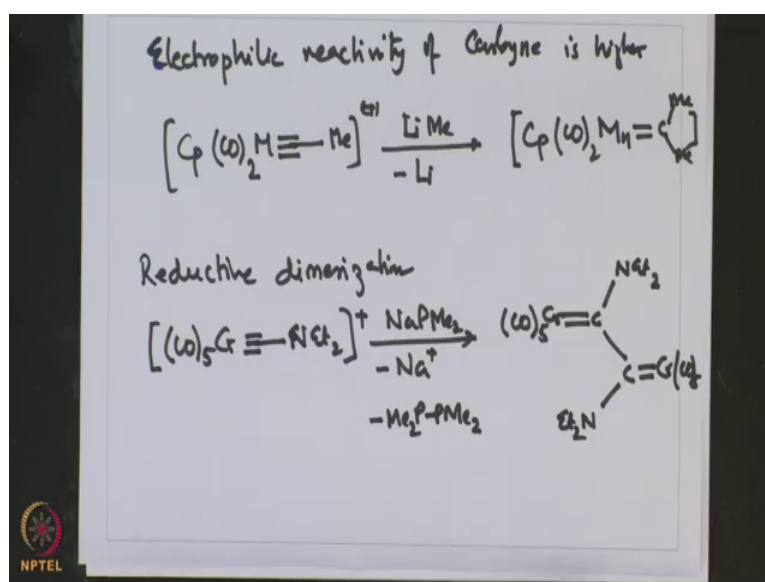 Electrophilic reactivity of Carbyne is higher
[Cp(CO)₂M≡—Me]⁽⁺⁾ LiMe - Li [Cp(CO)₂Mn=C Me Me]
Reductive dimerization
[(CO)₅Cr≡—NEt₂]⁺ NaPMe₂ (CO)₅Cr=C NEt₂
-Na⁺ C=Cr(CO)₅
-Me₂P-PMe₂ Et₂N
NPTEL